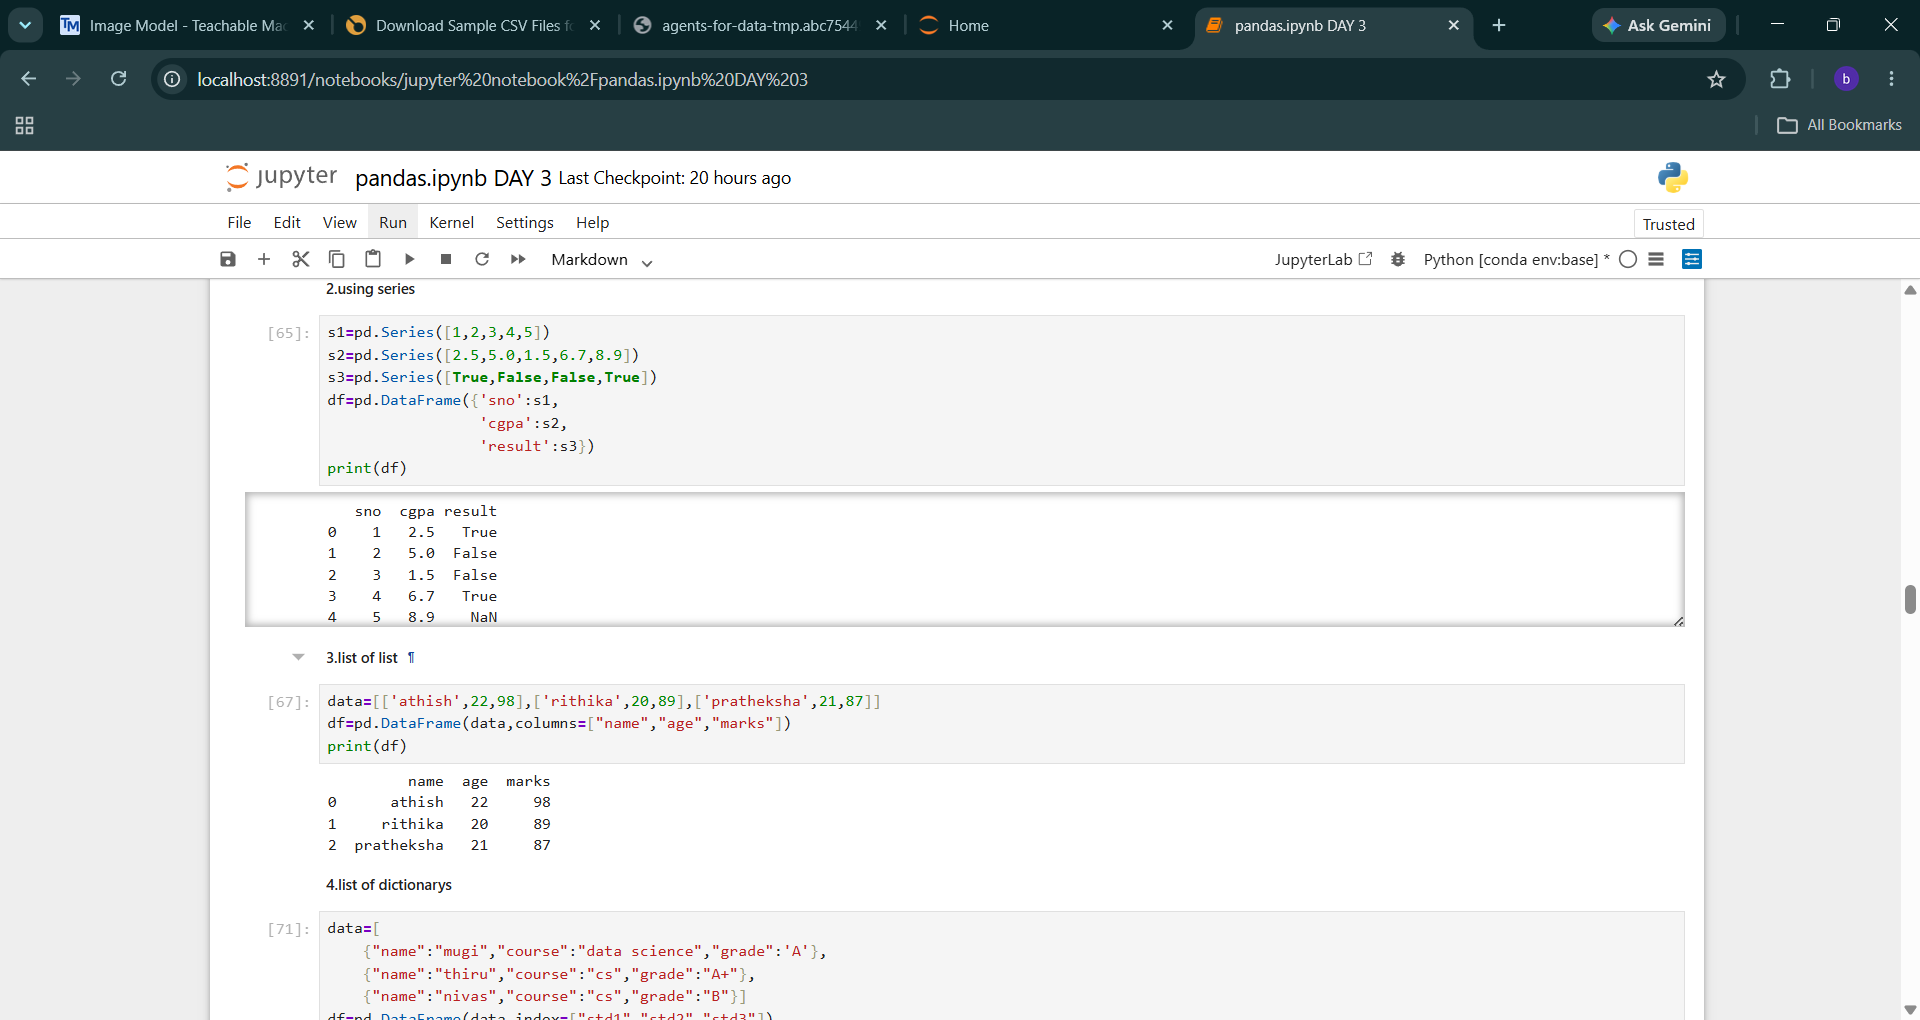 Image Model - Teachable Ma
Download Sample CSV Files f
agents-for-data-tmp.abc7544
Home
pandas.ipynb DAY 3
Ask Gemini
localhost:8891/notebooks/jupyter%20notebook%2Fpandas.ipynb%20DAY%203
b
All Bookmarks
jupyter pandas.ipynb DAY 3 Last Checkpoint: 20 hours ago
File Edit View Run Kernel Settings Help
Trusted
Markdown
JupyterLab
Python [conda env:base] *
2.using series
[65]: s1=pd.Series([1,2,3,4,5])
s2=pd.Series([2.5,5.0,1.5,6.7,8.9])
s3=pd.Series([True,False,False,True])
df=pd.DataFrame({'sno':s1,
'cgpa':s2,
'result':s3})
print(df)
sno cgpa result
0 1 2.5 True
1 2 5.0 False
2 3 1.5 False
3 4 6.7 True
4 5 8.9 NaN
3.list of list ¶
[67]: data=[['athish',22,98],['rithika',20,89],['pratheksha',21,87]]
df=pd.DataFrame(data,columns=["name","age","marks"])
print(df)
name age marks
0 athish 22 98
1 rithika 20 89
2 pratheksha 21 87
4.list of dictionarys
[71]: data=[
{"name":"mugi","course":"data science","grade":'A'},
{"name":"thiru","course":"cs","grade":"A+"},
{"name":"nivas","course":"cs","grade":"B"}]
df=pd.DataFrame(data,index=["std1","std2","std3"])